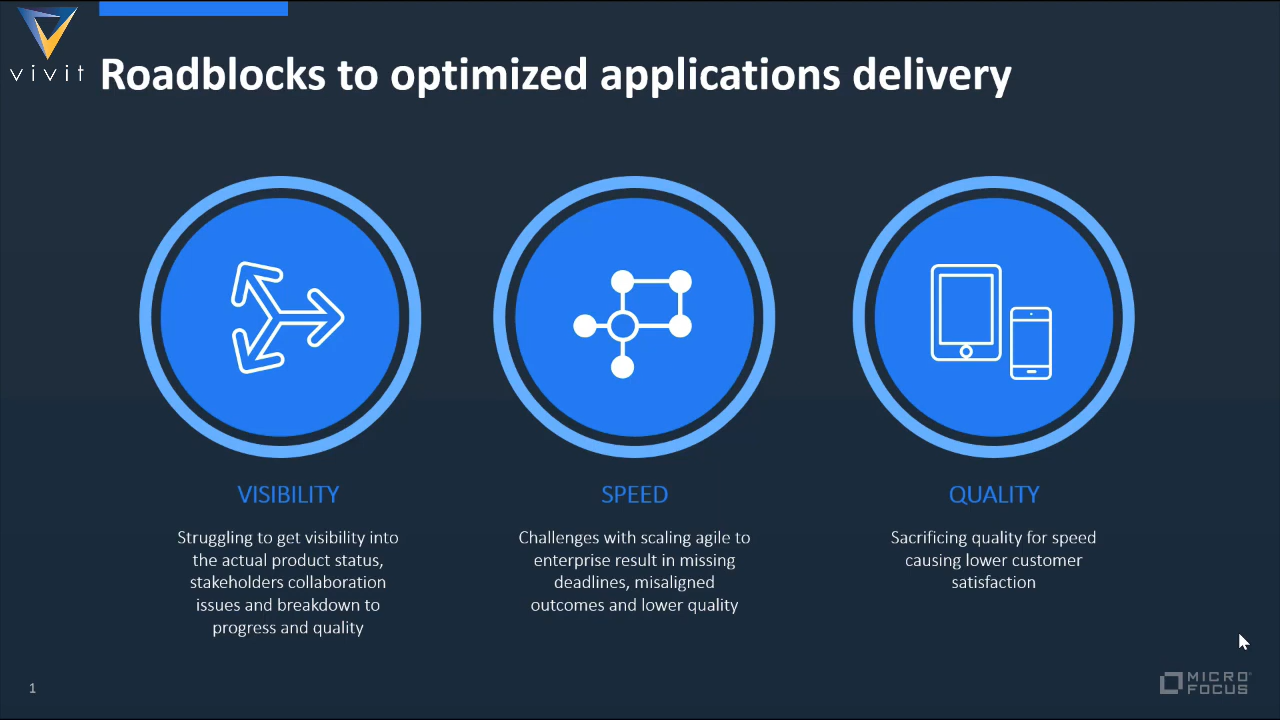 vivit
Roadblocks to optimized applications delivery
VISIBILITY
Struggling to get visibility into
the actual product status,
stakeholders collaboration
issues and breakdown to
progress and quality
SPEED
Challenges with scaling agile to
enterprise result in missing
deadlines, misaligned
outcomes and lower quality
QUALITY
Sacrificing quality for speed
causing lower customer
satisfaction
1
MICRO
FOCUS